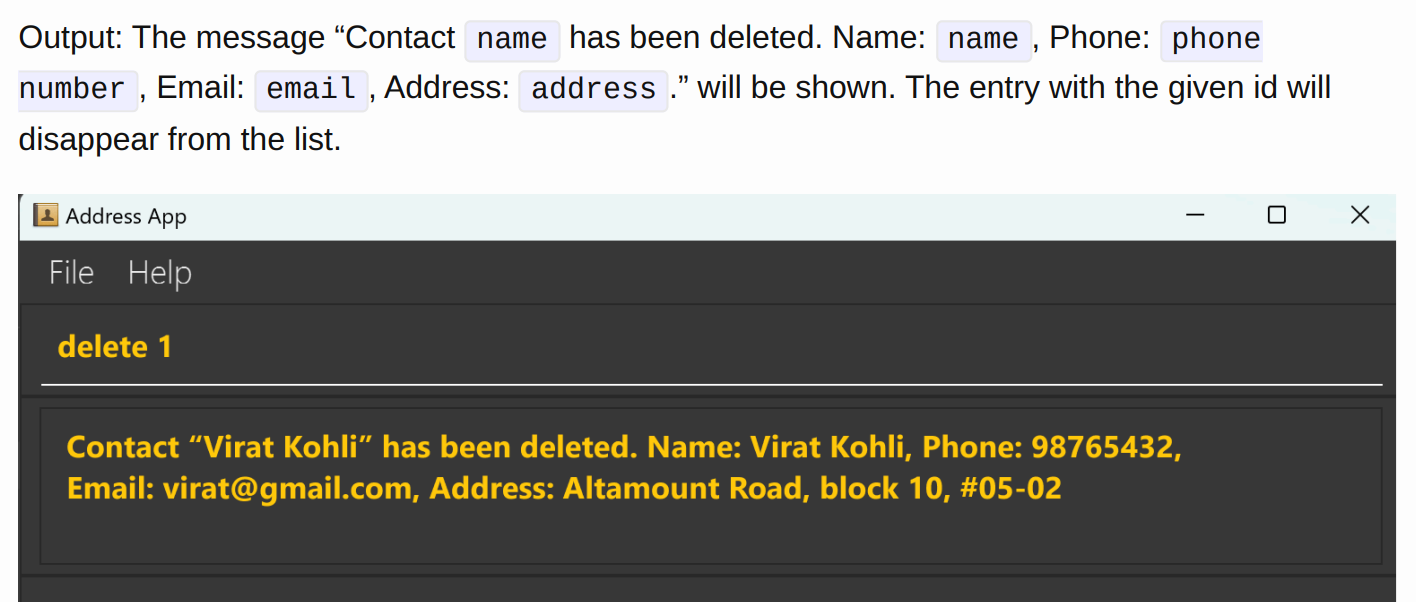 Output: The message “Contact name has been deleted. Name: name , Phone: phone
number , Email: email , Address: address .” will be shown. The entry with the given id will
disappear from the list.
Address App
File Help
delete 1
Contact “Virat Kohli” has been deleted. Name: Virat Kohli, Phone: 98765432,
Email: virat@gmail.com, Address: Altamount Road, block 10, #05-02